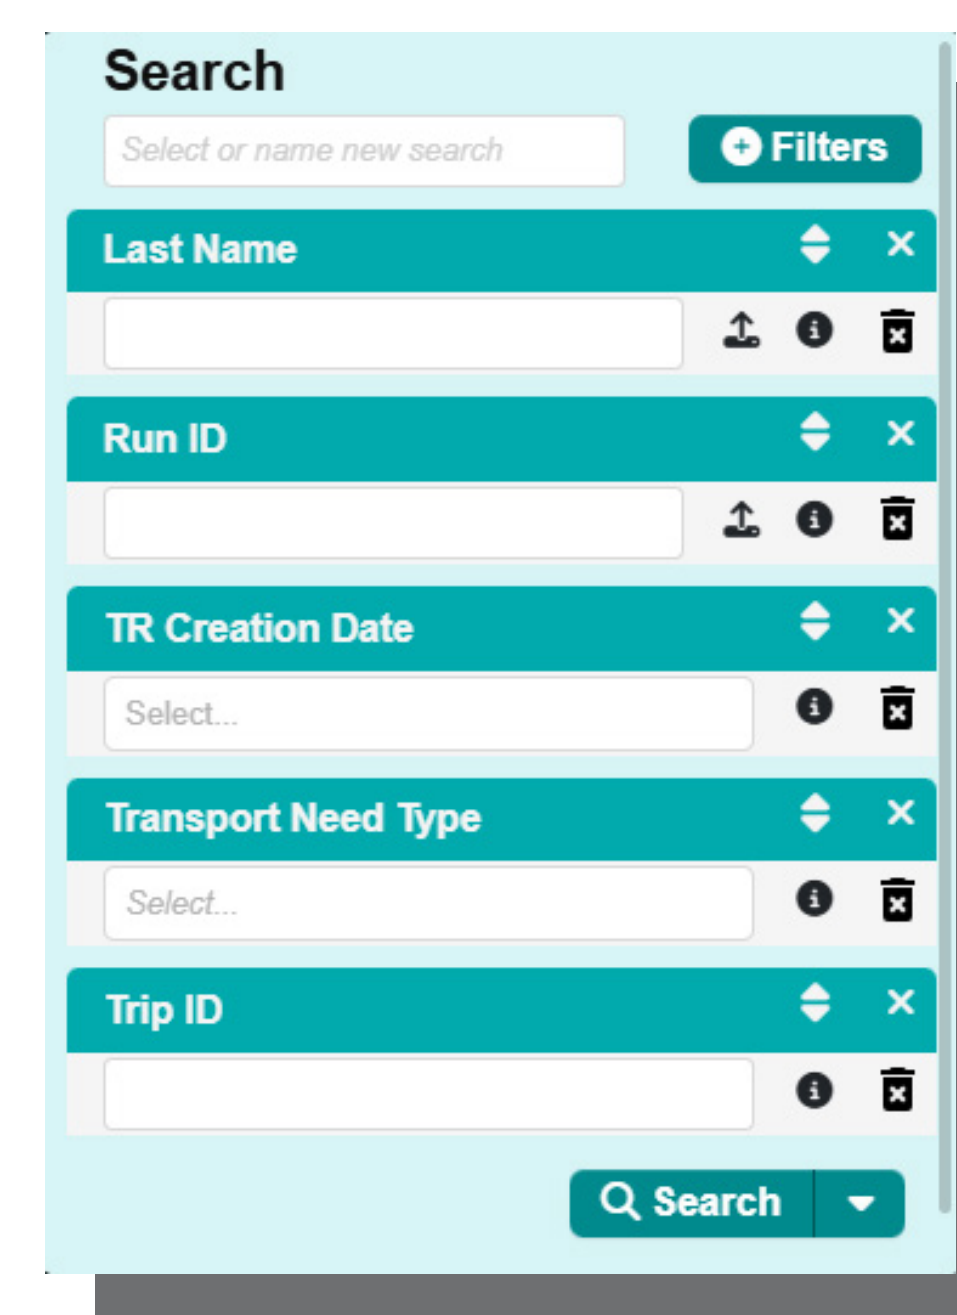 Search
Select or name new search
Filters
Last Name
Run ID
TR Creation Date
Select...
Transport Need Type
Select...
Trip ID
Search